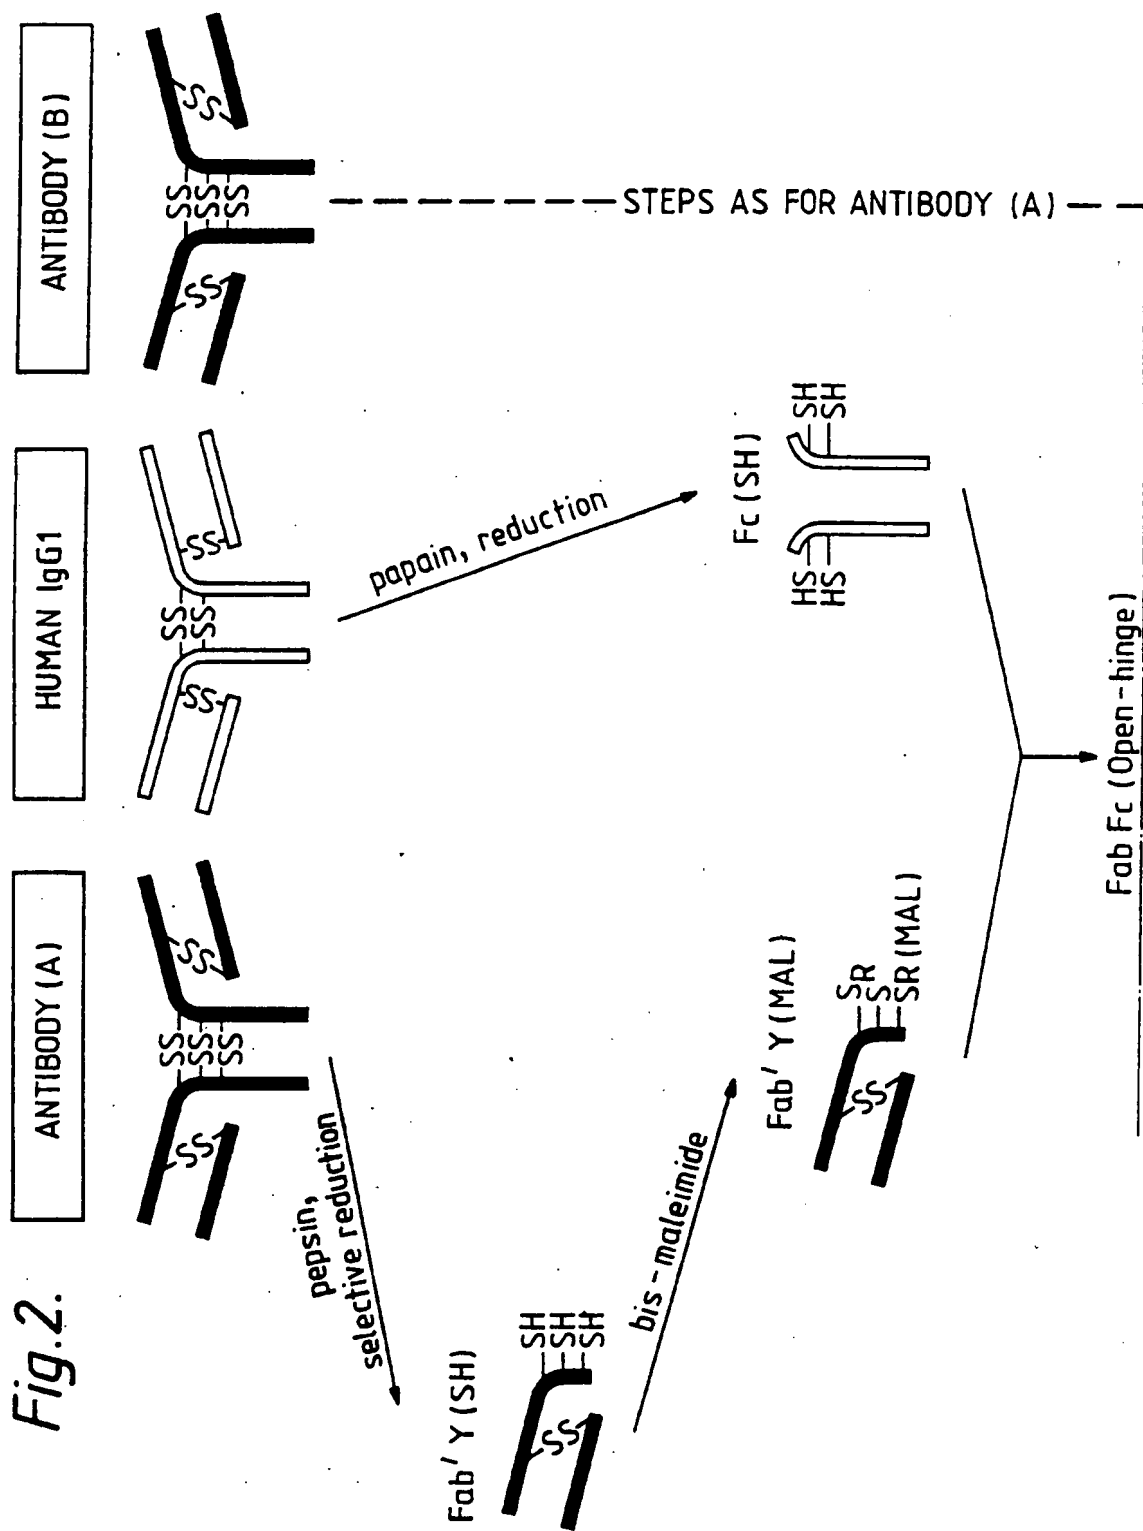 Fig.2.
ANTIBODY (A)
HUMAN IgG1
ANTIBODY (B)
SS
SS
SS
SS
SS
SS
SS
SS
SS
SS
SS
SS
SS
SS
pepsin,
selective reduction
papain, reduction
STEPS AS FOR ANTIBODY (A)
Fab' Y (SH)
SS
SH
SH
SH
bis-maleimide
Fab' Y (MAL)
SS
SR
S
SR (MAL)
Fc (SH)
HS
HS
SH
SH
Fab Fc (Open-hinge)